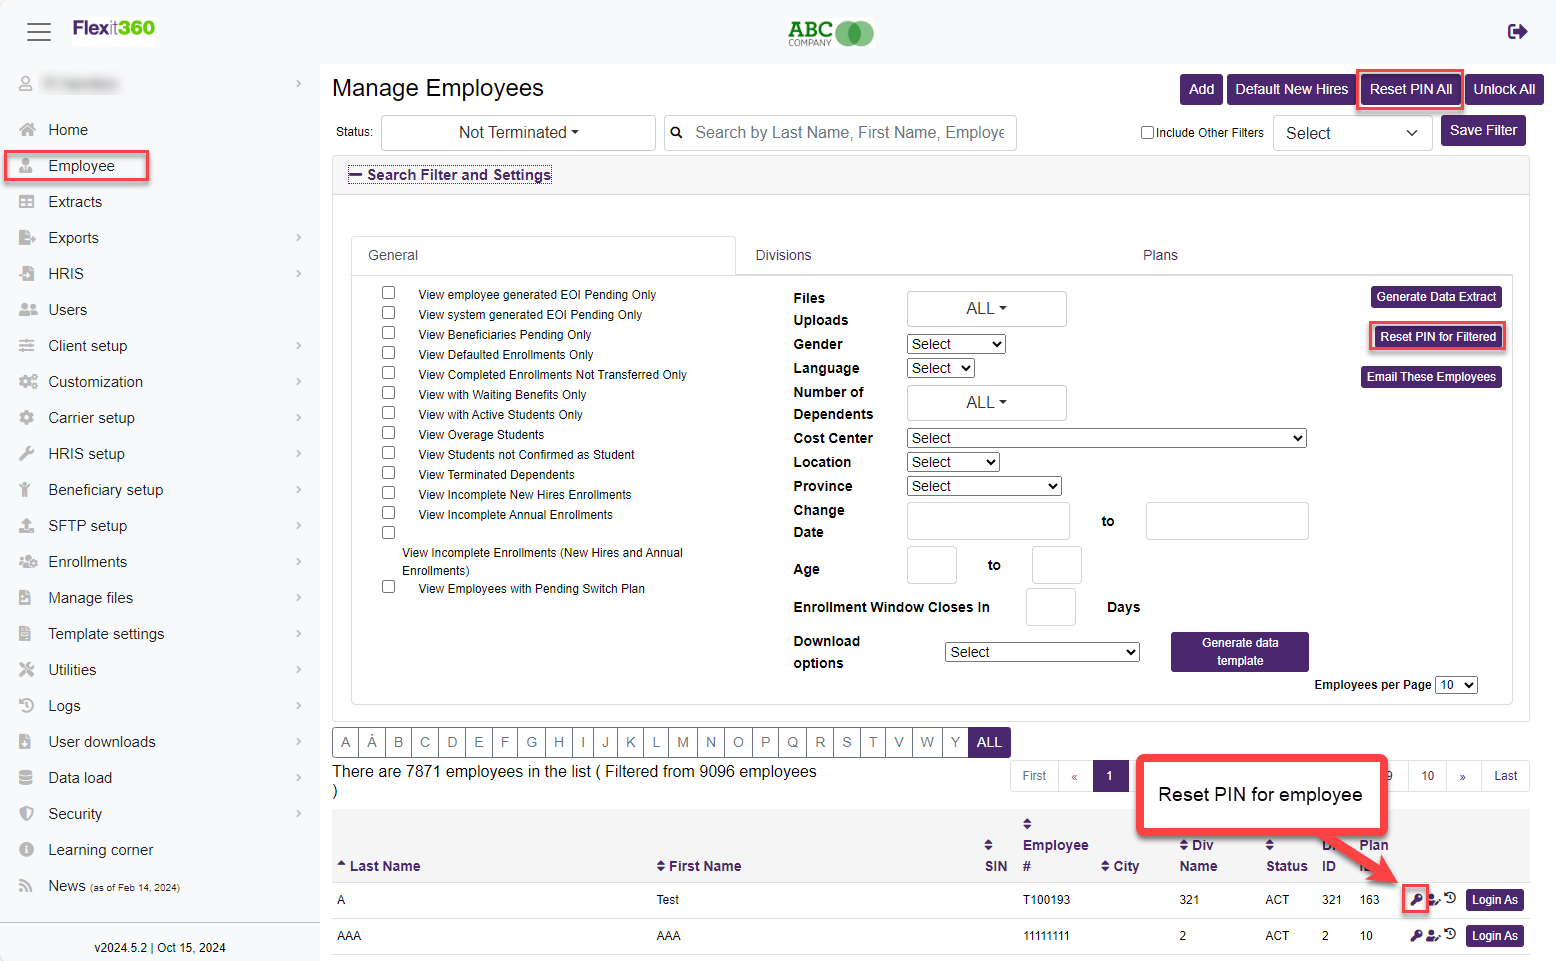 Flexit360
ABC
COMPANY
Home
Employee
Extracts
Exports
HRIS
Users
Client setup
Customization
Carrier setup
HRIS setup
Beneficiary setup
SFTP setup
Enrollments
Manage files
Template settings
Utilities
Logs
User downloads
Data load
Security
Learning corner
News (as of Feb 14, 2024)
v2024.5.2 | Oct 15, 2024
Manage Employees
Add
Default New Hires
Reset PIN All
Unlock All
Status:
Not Terminated
Search by Last Name, First Name, Employe
Include Other Filters
Select
Save Filter
Search Filter and Settings
General
Divisions
Plans
View employee generated EOI Pending Only
View system generated EOI Pending Only
View Beneficiaries Pending Only
View Defaulted Enrollments Only
View Completed Enrollments Not Transferred Only
View with Waiting Benefits Only
View with Active Students Only
View Overage Students
View Students not Confirmed as Student
View Terminated Dependents
View Incomplete New Hires Enrollments
View Incomplete Annual Enrollments
View Incomplete Enrollments (New Hires and Annual
Enrollments)
View Employees with Pending Switch Plan
Files
Uploads
ALL
Gender
Select
Language
Select
Number of
Dependents
ALL
Cost Center
Select
Location
Select
Province
Select
Change
Date
to
Age
to
Enrollment Window Closes In
Days
Download
options
Select
Generate data
template
Generate Data Extract
Reset PIN for Filtered
Email These Employees
Employees per Page 10
A À B C D E F G H I J K L M N O P Q R S T V W Y ALL
There are 7871 employees in the list ( Filtered from 9096 employees
)
First « 1 9 10 » Last
Reset PIN for employee
Last Name
First Name
SIN
Employee
#
City
Div
Name
Status
ID
Plan
A Test T100193 321 ACT 321 163 Login As
AAA AAA 11111111 2 ACT 2 10 Login As